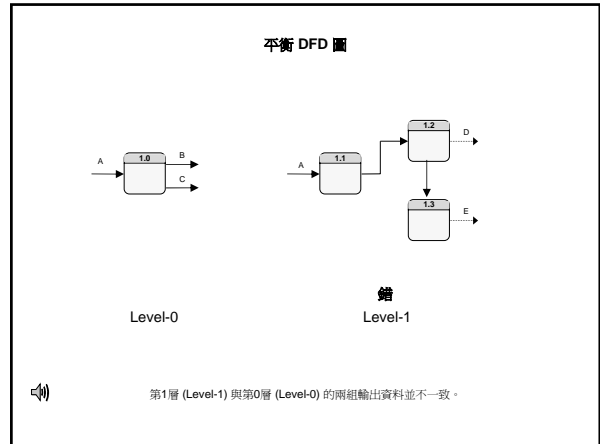 平衡 DFD 圖
A
1.0
B
C
A
1.1
1.2
D
1.3
E
錯
Level-0
Level-1
第1層 (Level-1) 與第0層 (Level-0) 的兩組輸出資料並不一致。